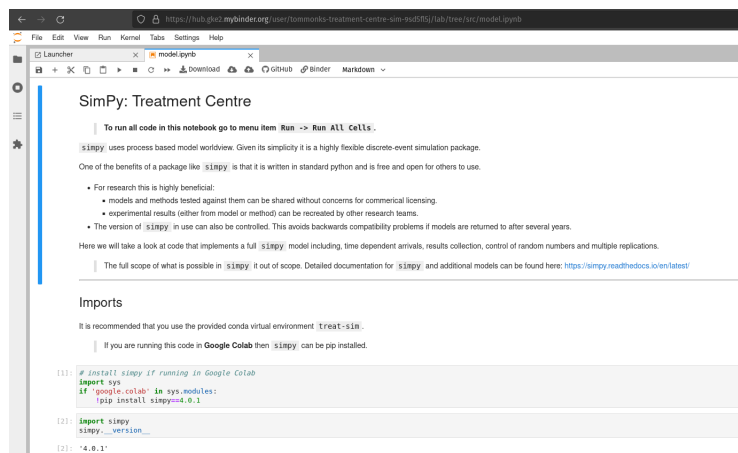 https://hub.gke2.mybinder.org/user/tommonks-treatment-centre-sim-9sd5fl5j/lab/tree/src/model.ipynb
File Edit View Run Kernel Tabs Settings Help
Launcher model.ipynb
Download GitHub Binder Markdown
SimPy: Treatment Centre
To run all code in this notebook go to menu item Run -> Run All Cells .
simpy uses process based model worldview. Given its simplicity it is a highly flexible discrete-event simulation package.
One of the benefits of a package like simpy is that it is written in standard python and is free and open for others to use.
• For research this is highly beneficial:
• models and methods tested against them can be shared without concerns for commerical licensing.
• experimental results (either from model or method) can be recreated by other research teams.
• The version of simpy in use can also be controlled. This avoids backwards compatibility problems if models are returned to after several years.
Here we will take a look at code that implements a full simpy model including, time dependent arrivals, results collection, control of random numbers and multiple replications.
The full scope of what is possible in simpy it out of scope. Detailed documentation for simpy and additional models can be found here: https://simpy.readthedocs.io/en/latest/
Imports
It is recommended that you use the provided conda virtual environment treat-sim .
If you are running this code in Google Colab then simpy can be pip installed.
[1]: # install simpy if running in Google Colab
import sys
if 'google.colab' in sys.modules:
!pip install simpy==4.0.1
[2]: import simpy
simpy.__version__
[2]: '4.0.1'